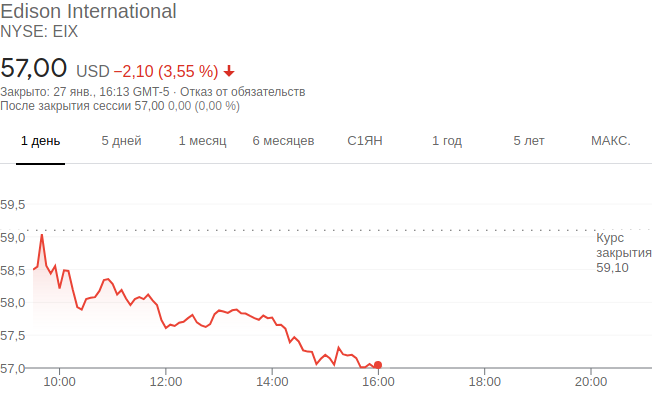 Edison International
NYSE: EIX
57,00 USD −2,10 (3,55 %)
Закрыто: 27 янв., 16:13 GMT-5 · Отказ от обязательств
После закрытия сессии 57,00 0,00 (0,00 %)
1 день 5 дней 1 месяц 6 месяцев С1ЯН 1 год 5 лет МАКС.
59,5
59,0
58,5
58,0
57,5
57,0
Курс
закрытия
59,10
10:00 12:00 14:00 16:00 18:00 20:00